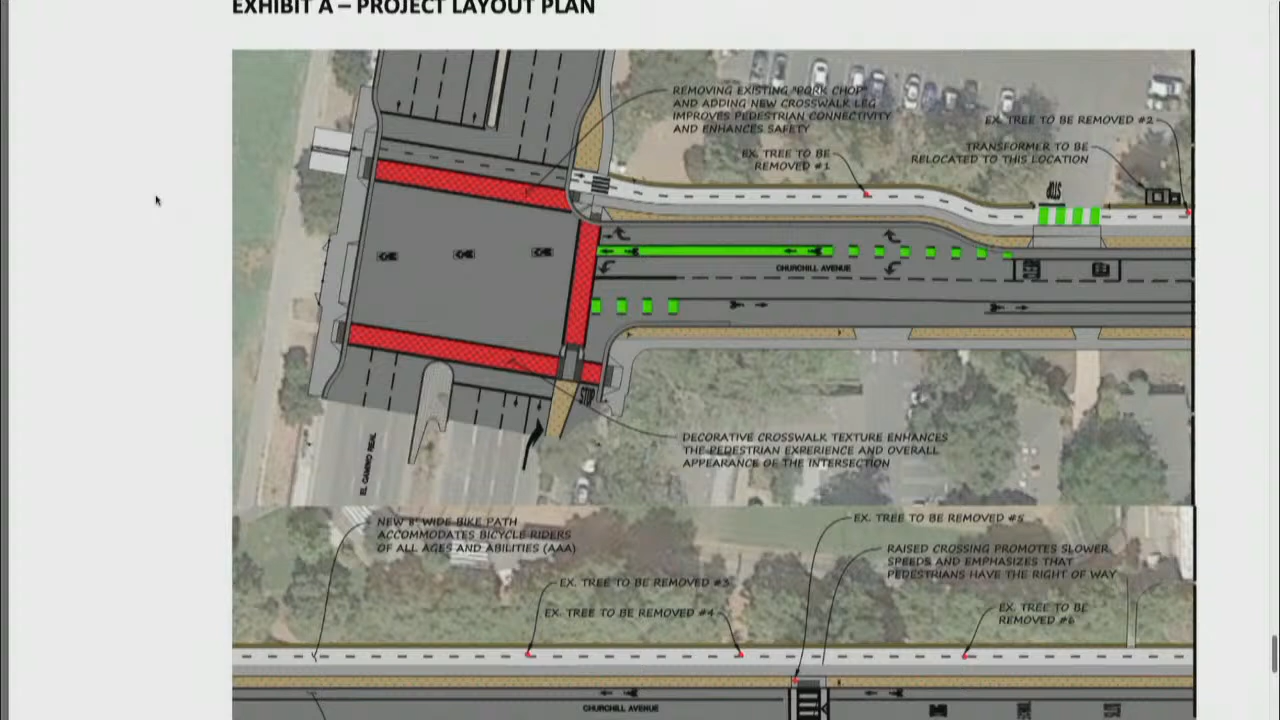 EXHIBIT A – PROJECT LAYOUT PLAN
REMOVING EXISTING "PORK CHOP"
AND ADDING NEW CROSSWALK LEG
IMPROVES PEDESTRIAN CONNECTIVITY
AND ENHANCES SAFETY
EX. TREE TO BE REMOVED #2
EX. TREE TO BE
REMOVED #1
TRANSFORMER TO BE
RELOCATED TO THIS LOCATION
STOP
CHURCHILL AVENUE
STOP
EL CAMINO REAL
DECORATIVE CROSSWALK TEXTURE ENHANCES
THE PEDESTRIAN EXPERIENCE AND OVERALL
APPEARANCE OF THE INTERSECTION
NEW 8' WIDE BIKE PATH
ACCOMMODATES BICYCLE RIDERS
OF ALL AGES AND ABILITIES (AAA)
EX. TREE TO BE REMOVED #5
RAISED CROSSING PROMOTES SLOWER
SPEEDS AND EMPHASIZES THAT
PEDESTRIANS HAVE THE RIGHT OF WAY
EX. TREE TO BE REMOVED #3
EX. TREE TO BE REMOVED #4
EX. TREE TO BE
REMOVED #6
CHURCHILL AVENUE